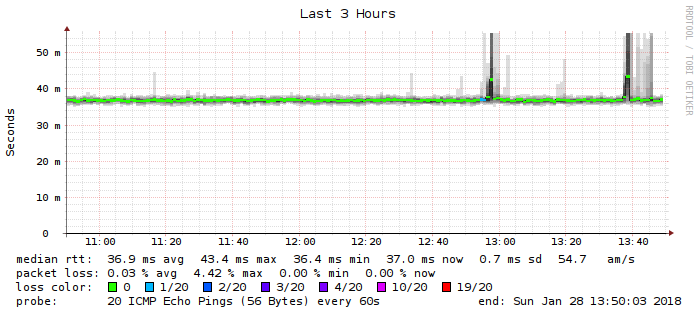 Last 3 Hours
RRDTOOL / TOBI OETIKER
Seconds
50 m
40 m
30 m
20 m
10 m
0
11:00 11:20 11:40 12:00 12:20 12:40 13:00 13:20 13:40
median rtt: 36.9 ms avg 43.4 ms max 36.4 ms min 37.0 ms now 0.7 ms sd 54.7 am/s
packet loss: 0.03 % avg 4.42 % max 0.00 % min 0.00 % now
loss color: 0 1/20 2/20 3/20 4/20 10/20 19/20
probe: 20 ICMP Echo Pings (56 Bytes) every 60s end: Sun Jan 28 13:50:03 2018